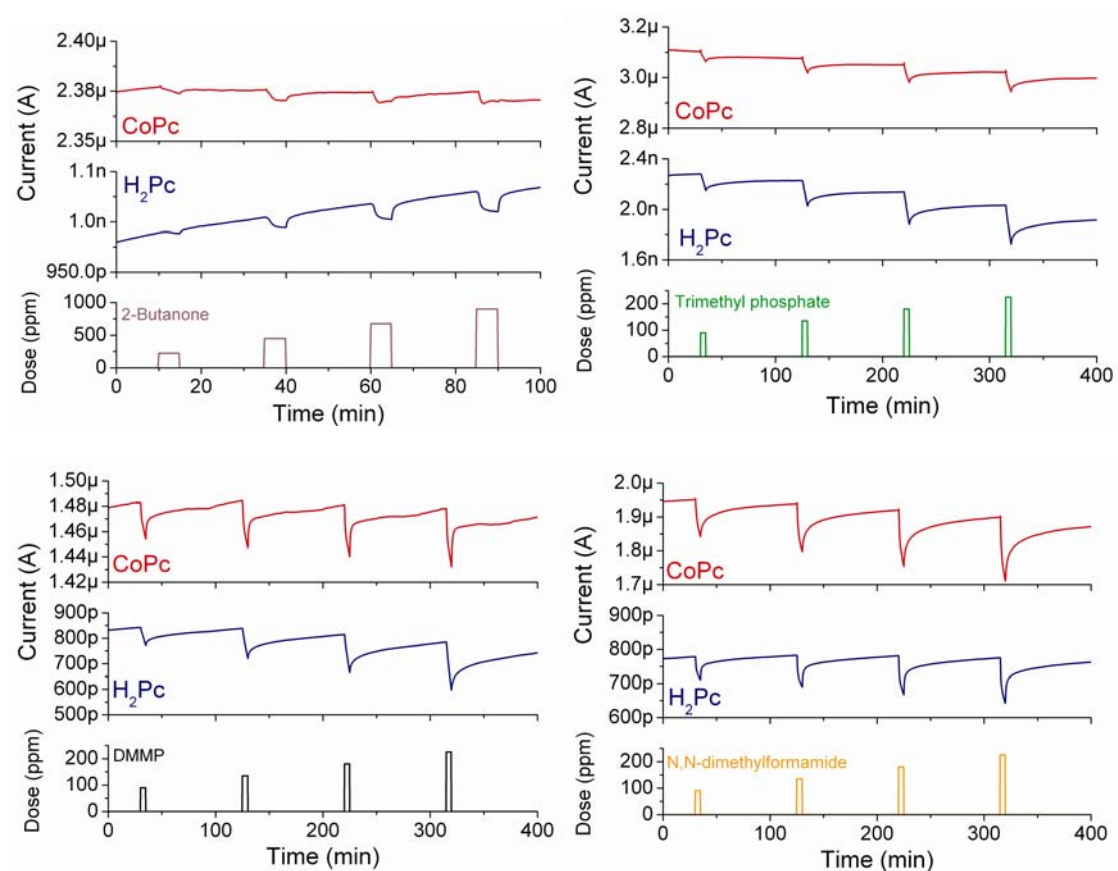 2.40µ
2.38µ
2.35µ
CoPc
Current (A)
1.1n
1.0n
950.0p
H₂Pc
1000
500
0
Dose (ppm)
2-Butanone
0 20 40 60 80 100
Time (min)
3.2µ
3.0µ
2.8µ
CoPc
Current (A)
2.4n
2.0n
1.6n
H₂Pc
200
100
0
Dose (ppm)
Trimethyl phosphate
0 100 200 300 400
Time (min)
1.50µ
1.48µ
1.46µ
1.44µ
1.42µ
CoPc
Current (A)
900p
800p
700p
600p
500p
H₂Pc
200
100
0
Dose (ppm)
DMMP
0 100 200 300 400
Time (min)
2.0µ
1.9µ
1.8µ
1.7µ
CoPc
Current (A)
900p
800p
700p
600p
H₂Pc
200
100
0
Dose (ppm)
N,N-dimethylformamide
0 100 200 300 400
Time (min)